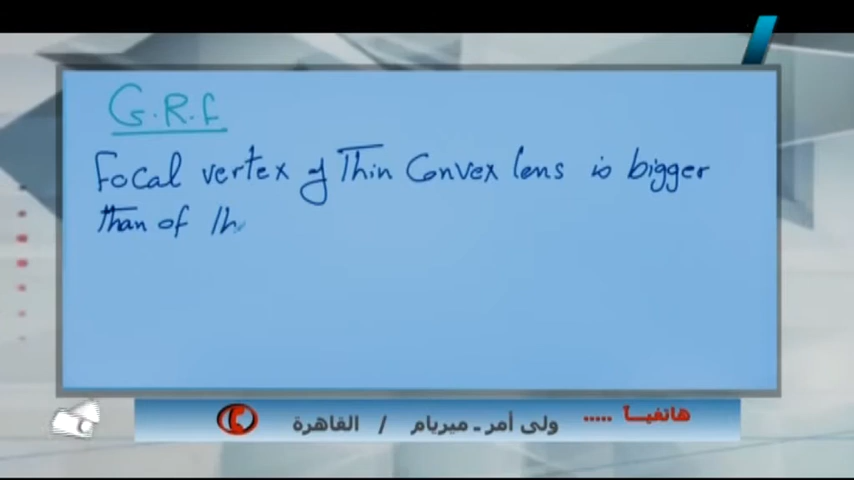 G.R.F
Focal vertex of Thin Convex lens is bigger
Than of Th
هاتفياً .....
ولى أمر ـ ميريام / القاهرة